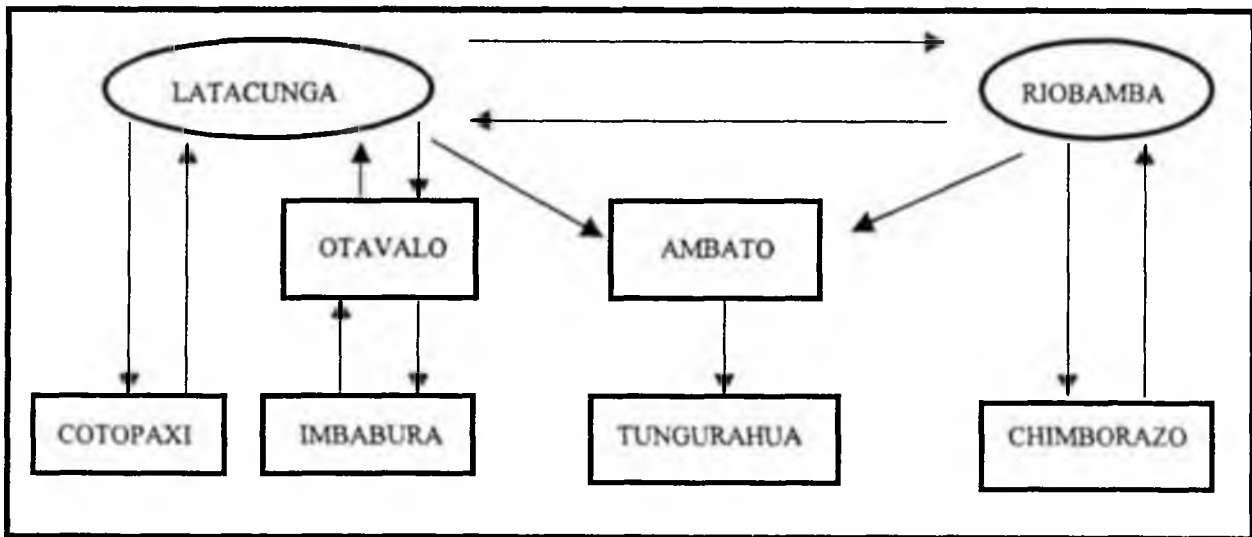 LATACUNGA
RIOBAMBA
OTAVALO
AMBATO
COTOPAXI
IMBABURA
TUNGURAHUA
CHIMBORAZO